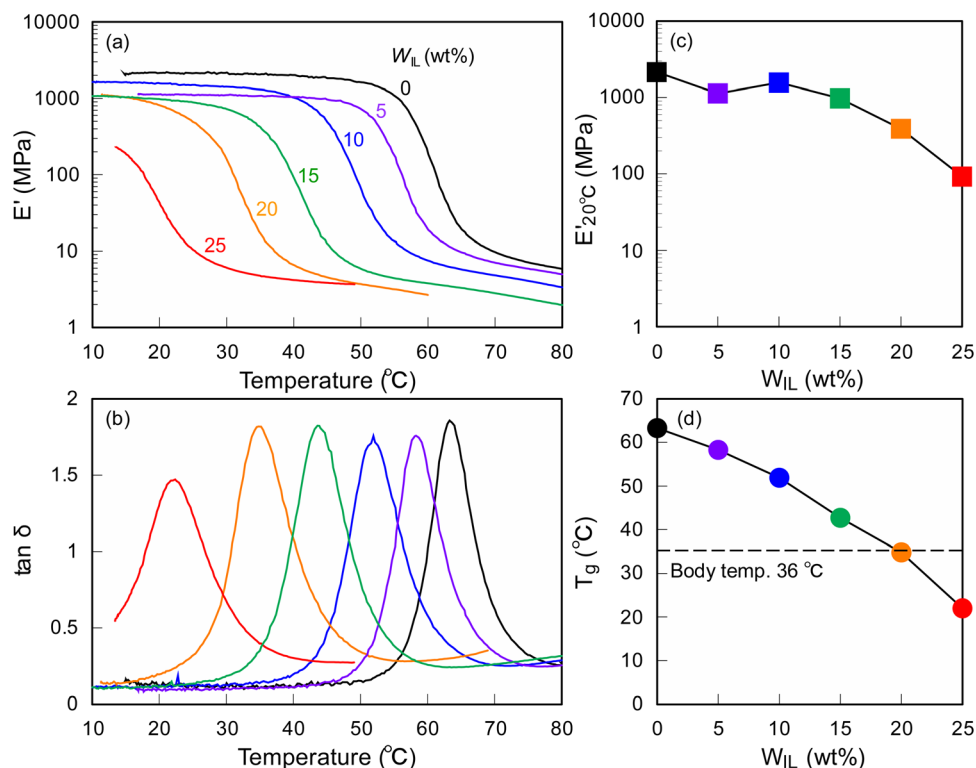 (a)
W_IL (wt%)
0
5
10
15
20
25
E' (MPa)
10000
1000
100
10
1
10 20 30 40 50 60 70 80
Temperature (°C)
(c)
E'20°C (MPa)
10000
1000
100
10
1
0 5 10 15 20 25
W_IL (wt%)
(b)
tan δ
2
1.5
1
0.5
0
10 20 30 40 50 60 70 80
Temperature (°C)
(d)
Tg (°C)
70
60
50
40
30
20
10
0
Body temp. 36 °C
0 5 10 15 20 25
W_IL (wt%)